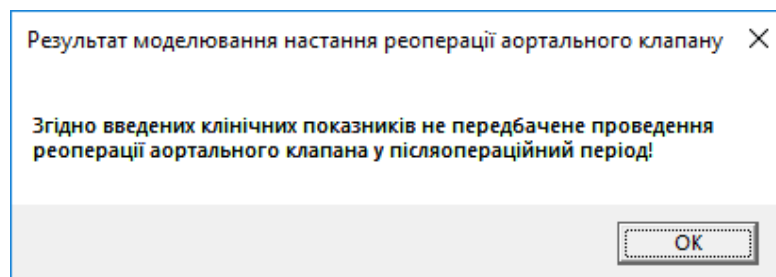 Результат моделювання настання реоперації аортального клапану
Згідно введених клінічних показників не передбачене проведення
реоперації аортального клапана у післяопераційний період!
OK